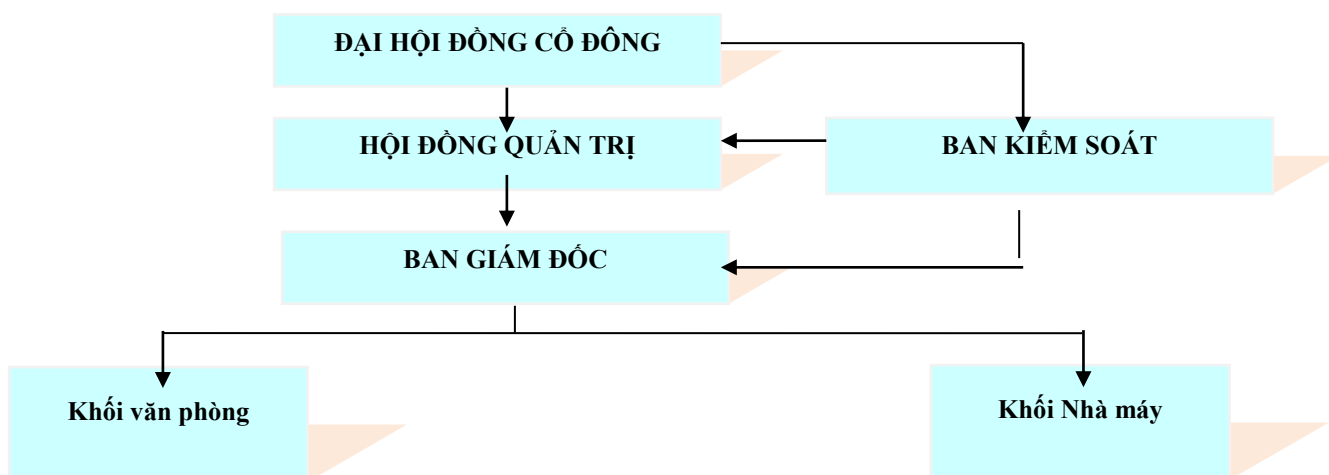 ĐẠI HỘI ĐỒNG CỔ ĐÔNG
HỘI ĐỒNG QUẢN TRỊ
BAN KIỂM SOÁT
BAN GIÁM ĐỐC
Khối văn phòng
Khối Nhà máy